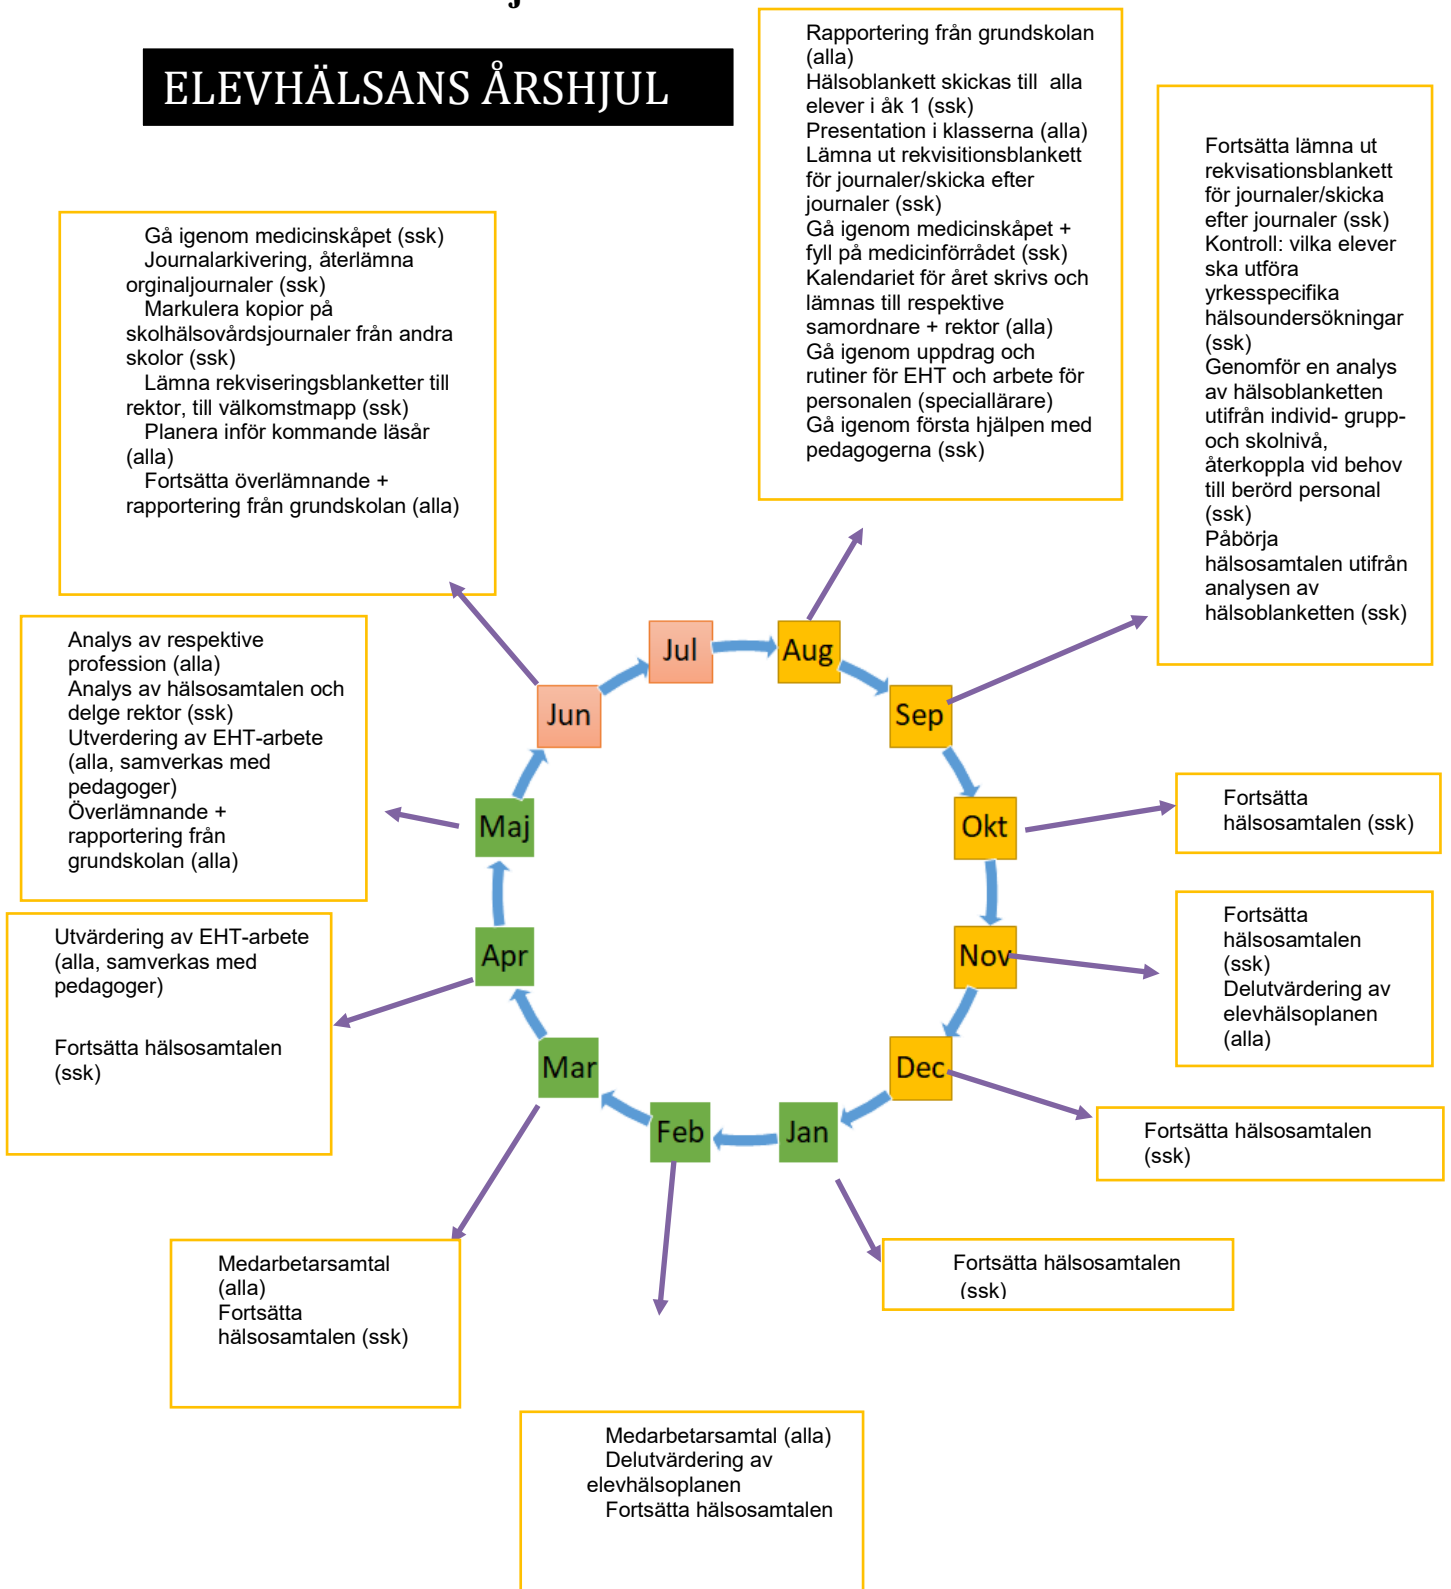 ELEVHÄLSANS ÅRSHJUL
Rapportering från grundskolan
(alla)
Hälsoblankett skickas till alla
elever i åk 1 (ssk)
Presentation i klasserna (alla)
Lämna ut rekvisitionsblankett
för journaler/skicka efter
journaler (ssk)
Gå igenom medicinskåpet +
fyll på medicinförrådet (ssk)
Kalendariet för året skrivs och
lämnas till respektive
samordnare + rektor (alla)
Gå igenom uppdrag och
rutiner för EHT och arbete för
personalen (speciallärare)
Gå igenom första hjälpen med
pedagogerna (ssk)
Fortsätta lämna ut
rekvisationsblankett
för journaler/skicka
efter journaler (ssk)
Kontroll: vilka elever
ska utföra
yrkesspecifika
hälsoundersökningar
(ssk)
Genomför en analys
av hälsoblanketten
utifrån individ- grupp-
och skolnivå,
återkoppla vid behov
till berörd personal
(ssk)
Påbörja
hälsosamtalen utifrån
analysen av
hälsoblanketten (ssk)
Gå igenom medicinskåpet (ssk)
Journalarkivering, återlämna
orginaljournaler (ssk)
Markulera kopior på
skolhälsovårdsjournaler från andra
skolor (ssk)
Lämna rekviseringsblanketter till
rektor, till välkomstmapp (ssk)
Planera inför kommande läsår
(alla)
Fortsätta överlämnande +
rapportering från grundskolan (alla)
Analys av respektive
profession (alla)
Analys av hälsosamtalen och
delge rektor (ssk)
Utverdering av EHT-arbete
(alla, samverkas med
pedagoger)
Överlämnande +
rapportering från
grundskolan (alla)
Jul
Aug
Jun
Sep
Maj
Okt
Apr
Nov
Mar
Dec
Feb
Jan
Fortsätta
hälsosamtalen (ssk)
Fortsätta
hälsosamtalen
(ssk)
Delutvärdering av
elevhälsoplanen
(alla)
Utvärdering av EHT-arbete
(alla, samverkas med
pedagoger)
Fortsätta hälsosamtalen
(ssk)
Fortsätta hälsosamtalen
(ssk)
Fortsätta hälsosamtalen
(ssk)
Medarbetarsamtal
(alla)
Fortsätta
hälsosamtalen (ssk)
Medarbetarsamtal (alla)
Delutvärdering av
elevhälsoplanen
Fortsätta hälsosamtalen